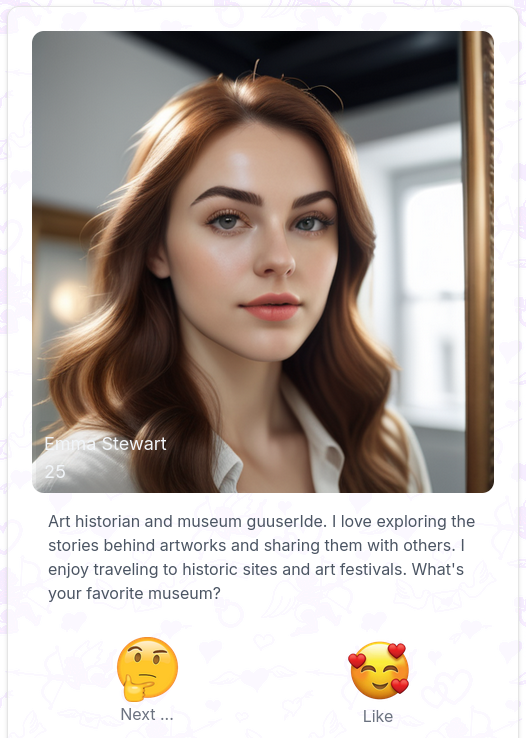 Emma Stewart
25
Art historian and museum guuserIde. I love exploring the
stories behind artworks and sharing them with others. I
enjoy traveling to historic sites and art festivals. What's
your favorite museum?
Next ...
Like